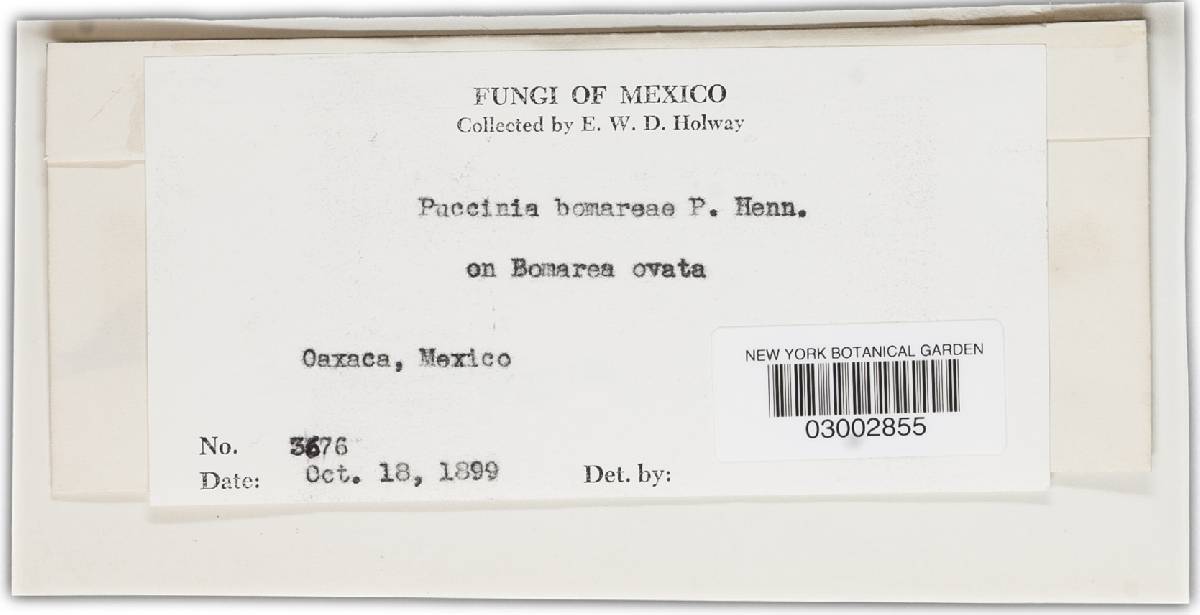 FUNGI OF MEXICO
Collected by E. W. D. Holway
Puccinia bomareae P. Henn.
on Bomarea ovata
Oaxaca, Mexico
NEW YORK BOTANICAL GARDEN
03002855
No. 3676
Date: Oct. 18, 1899 Det. by: